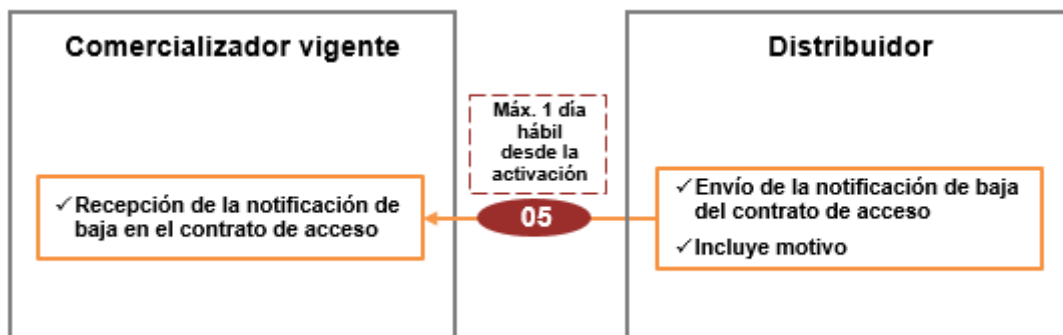 Comercializador vigente
Distribuidor
Máx. 1 día
hábil
desde la
activación
✓Recepción de la notificación de
baja en el contrato de acceso
05
✓Envío de la notificación de baja
del contrato de acceso
✓Incluye motivo